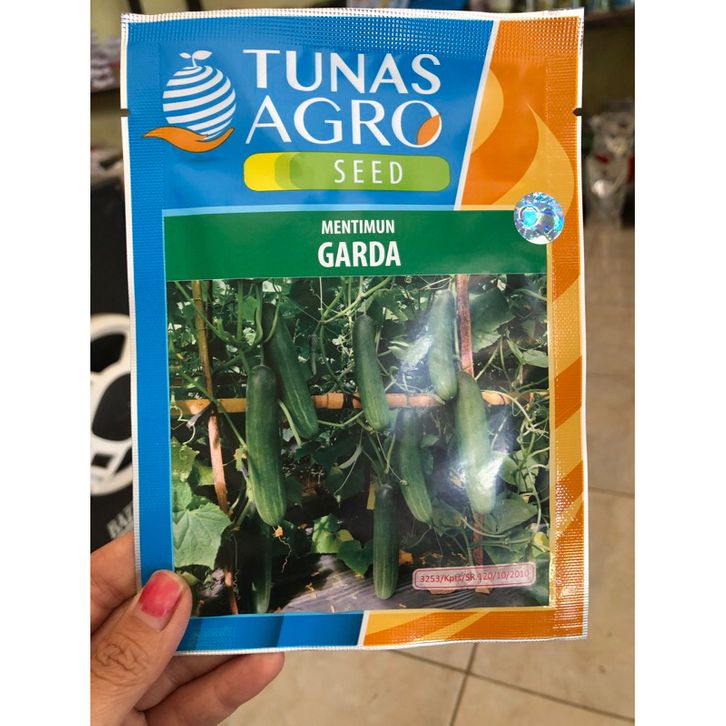 TUNAS
AGRO
SEED
MENTIMUN
GARDA
3253/Kpts/SR.120/10/2010